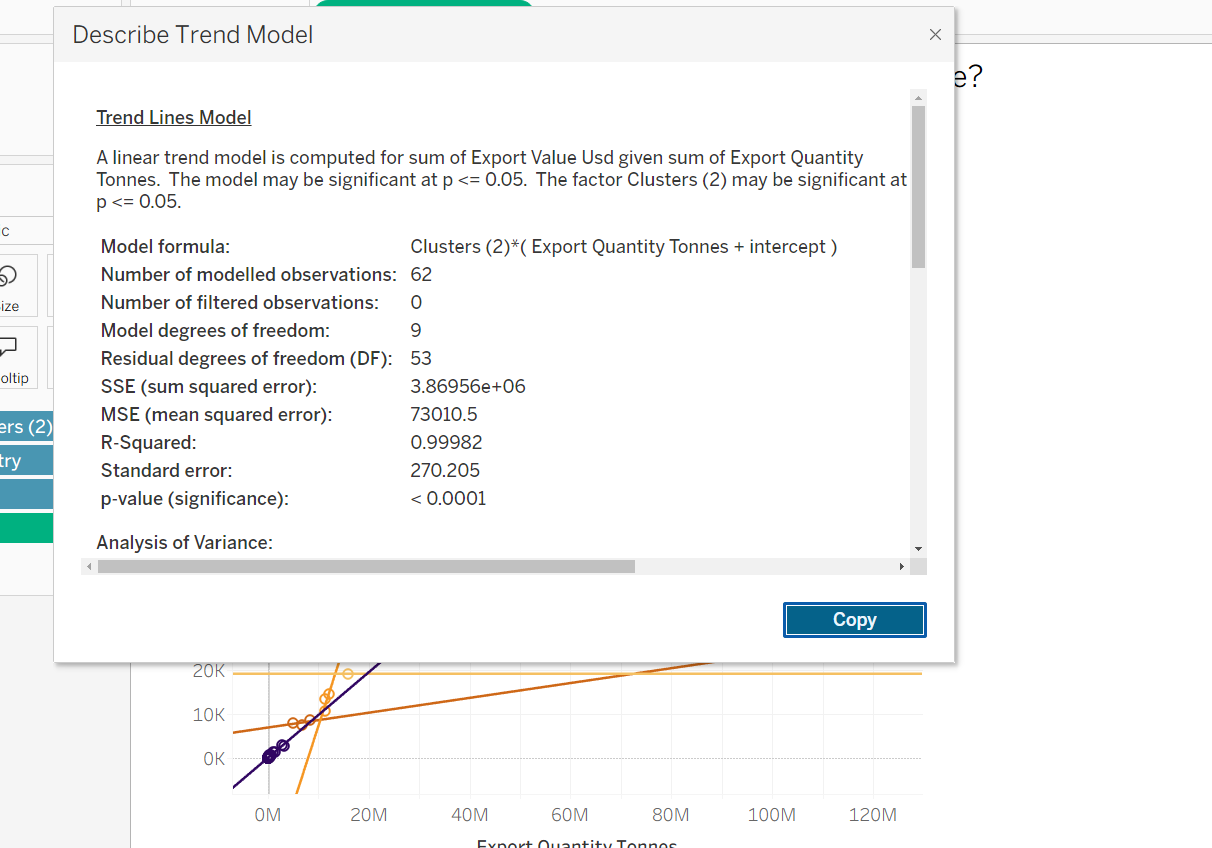 Describe Trend Model
e?
Trend Lines Model
A linear trend model is computed for sum of Export Value Usd given sum of Export Quantity
Tonnes.  The model may be significant at p <= 0.05.  The factor Clusters (2) may be significant at
p <= 0.05.
c
Model formula: Clusters (2)*( Export Quantity Tonnes + intercept )
Number of modelled observations: 62
Number of filtered observations: 0
ize
Model degrees of freedom: 9
Residual degrees of freedom (DF): 53
oltip
SSE (sum squared error): 3.86956e+06
MSE (mean squared error): 73010.5
ers (2)
R-Squared: 0.99982
try
Standard error: 270.205
p-value (significance): < 0.0001
Analysis of Variance:
Copy
20K
10K
0K
0M 20M 40M 60M 80M 100M 120M
Export Quantity Tonnes